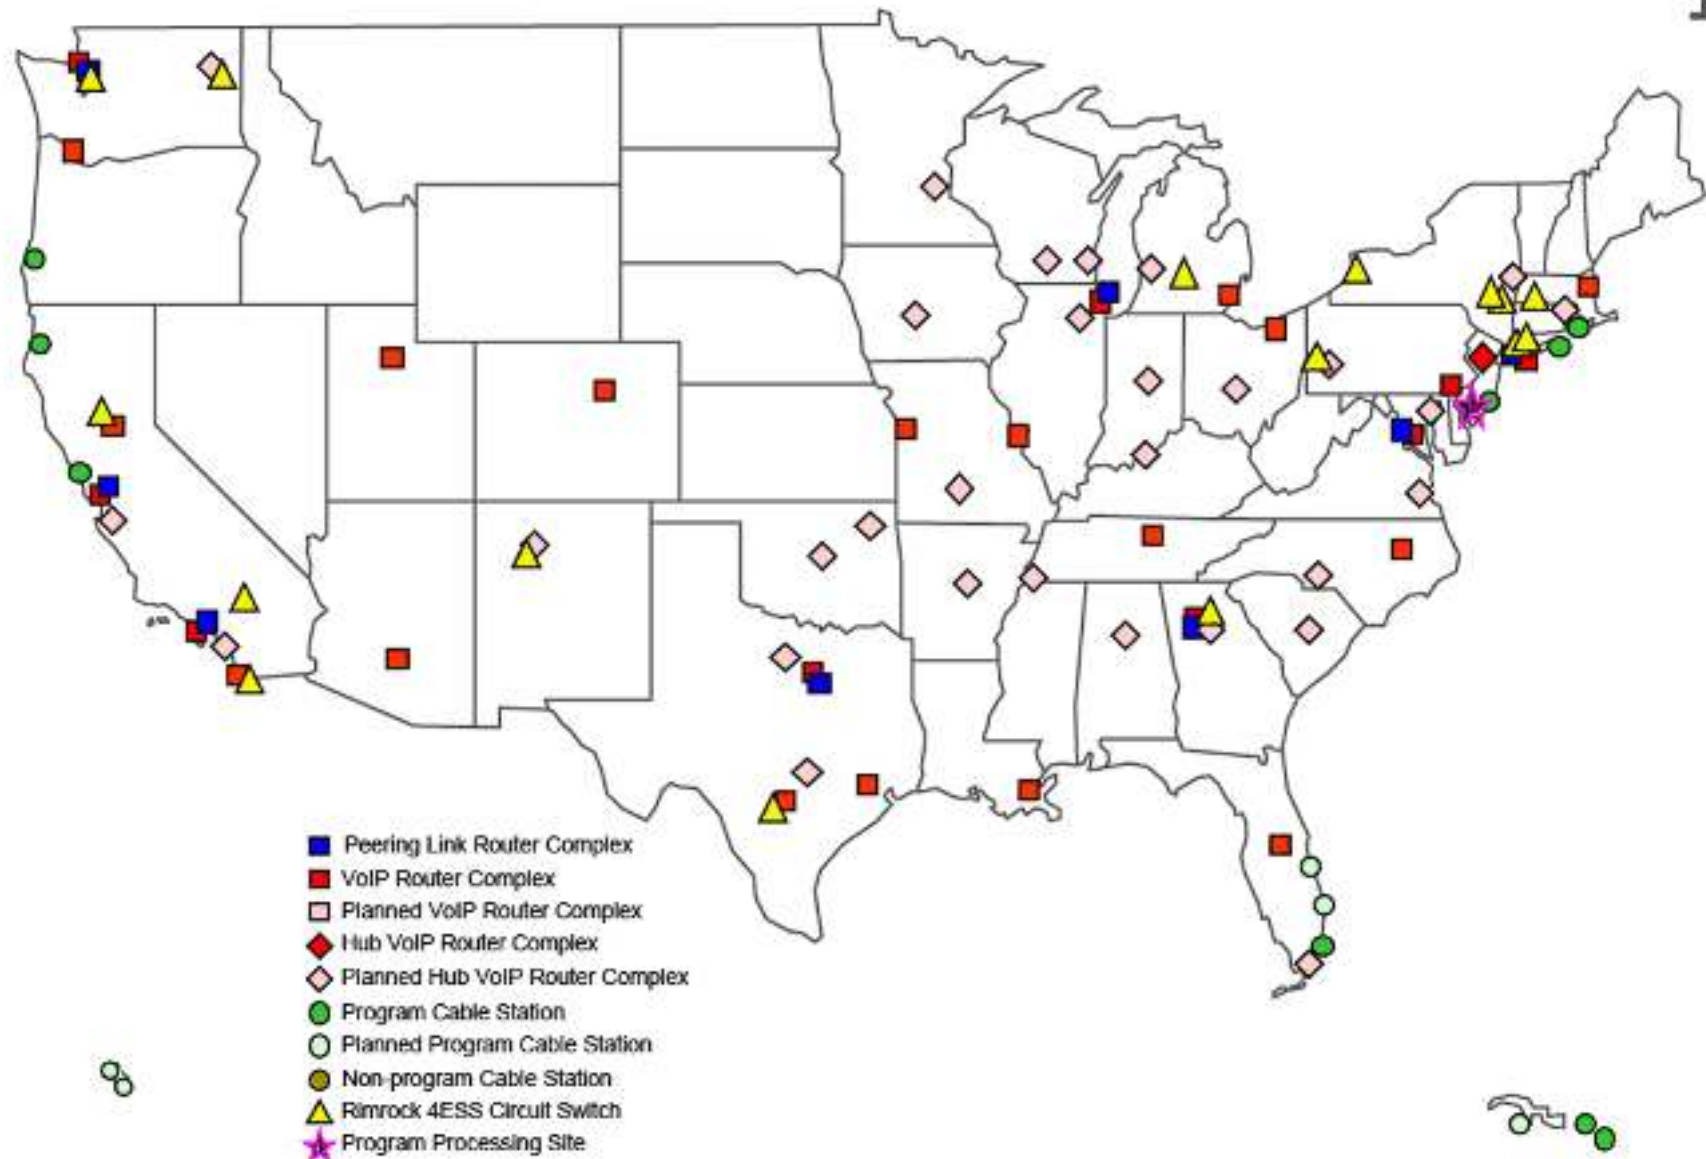 Peering Link Router Complex
VoIP Router Complex
Planned VoIP Router Complex
Hub VoIP Router Complex
Planned Hub VoIP Router Complex
Program Cable Station
Planned Program Cable Station
Non-program Cable Station
Rimrock 4ESS Circuit Switch
Program Processing Site